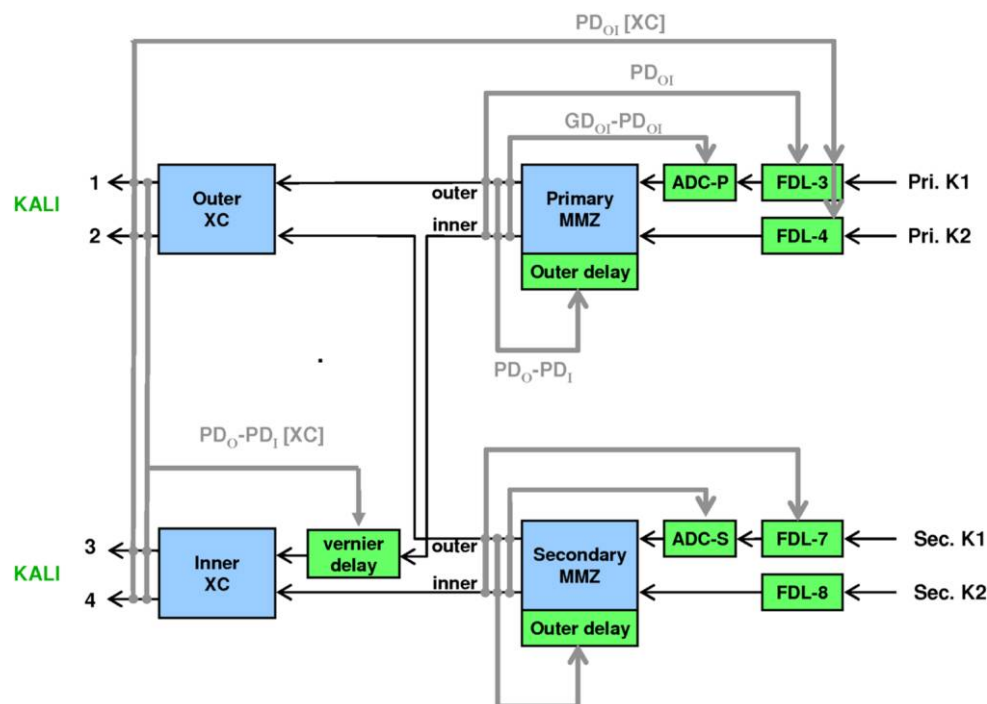 PD_OI [XC]
PD_OI
GD_OI-PD_OI
KALI
1
2
Outer
XC
outer
inner
Primary
MMZ
Outer delay
ADC-P
FDL-3
FDL-4
Pri. K1
Pri. K2
PD_O-PD_I
PD_O-PD_I [XC]
KALI
3
4
Inner
XC
vernier
delay
outer
inner
Secondary
MMZ
Outer delay
ADC-S
FDL-7
FDL-8
Sec. K1
Sec. K2